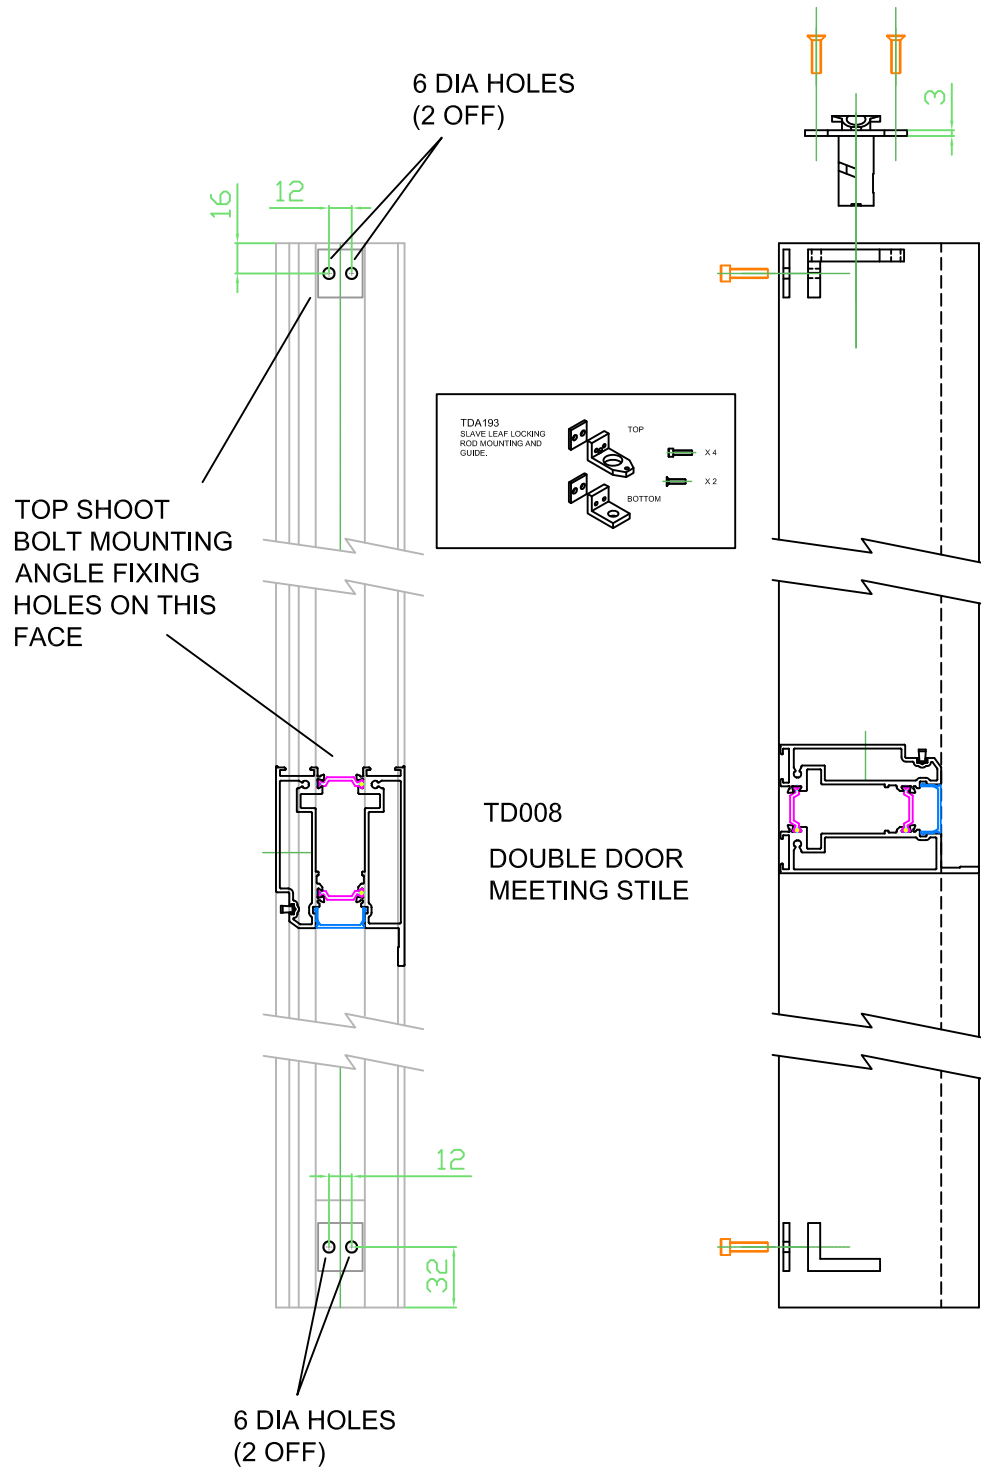 6 DIA HOLES
(2 OFF)
3
16
12
TDA193
SLAVE LEAF LOCKING
ROD MOUNTING AND
GUIDE.
TOP
X 4
X 2
BOTTOM
TOP SHOOT
BOLT MOUNTING
ANGLE FIXING
HOLES ON THIS
FACE
TD008
DOUBLE DOOR
MEETING STILE
12
32
6 DIA HOLES
(2 OFF)